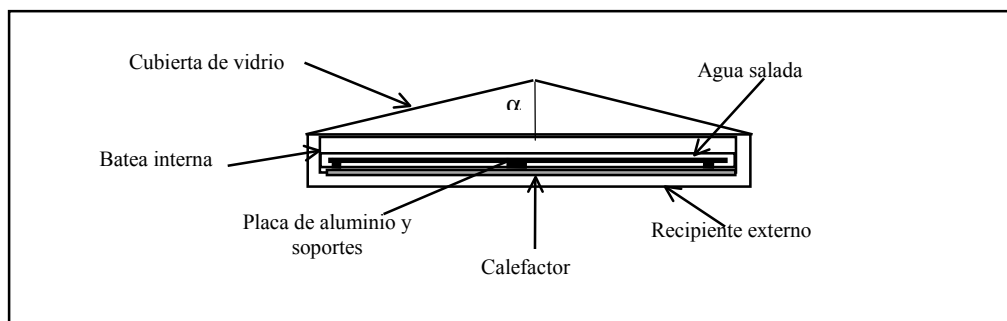 Cubierta de vidrio
Agua salada
α
Batea interna
Placa de aluminio y
soportes
Recipiente externo
Calefactor